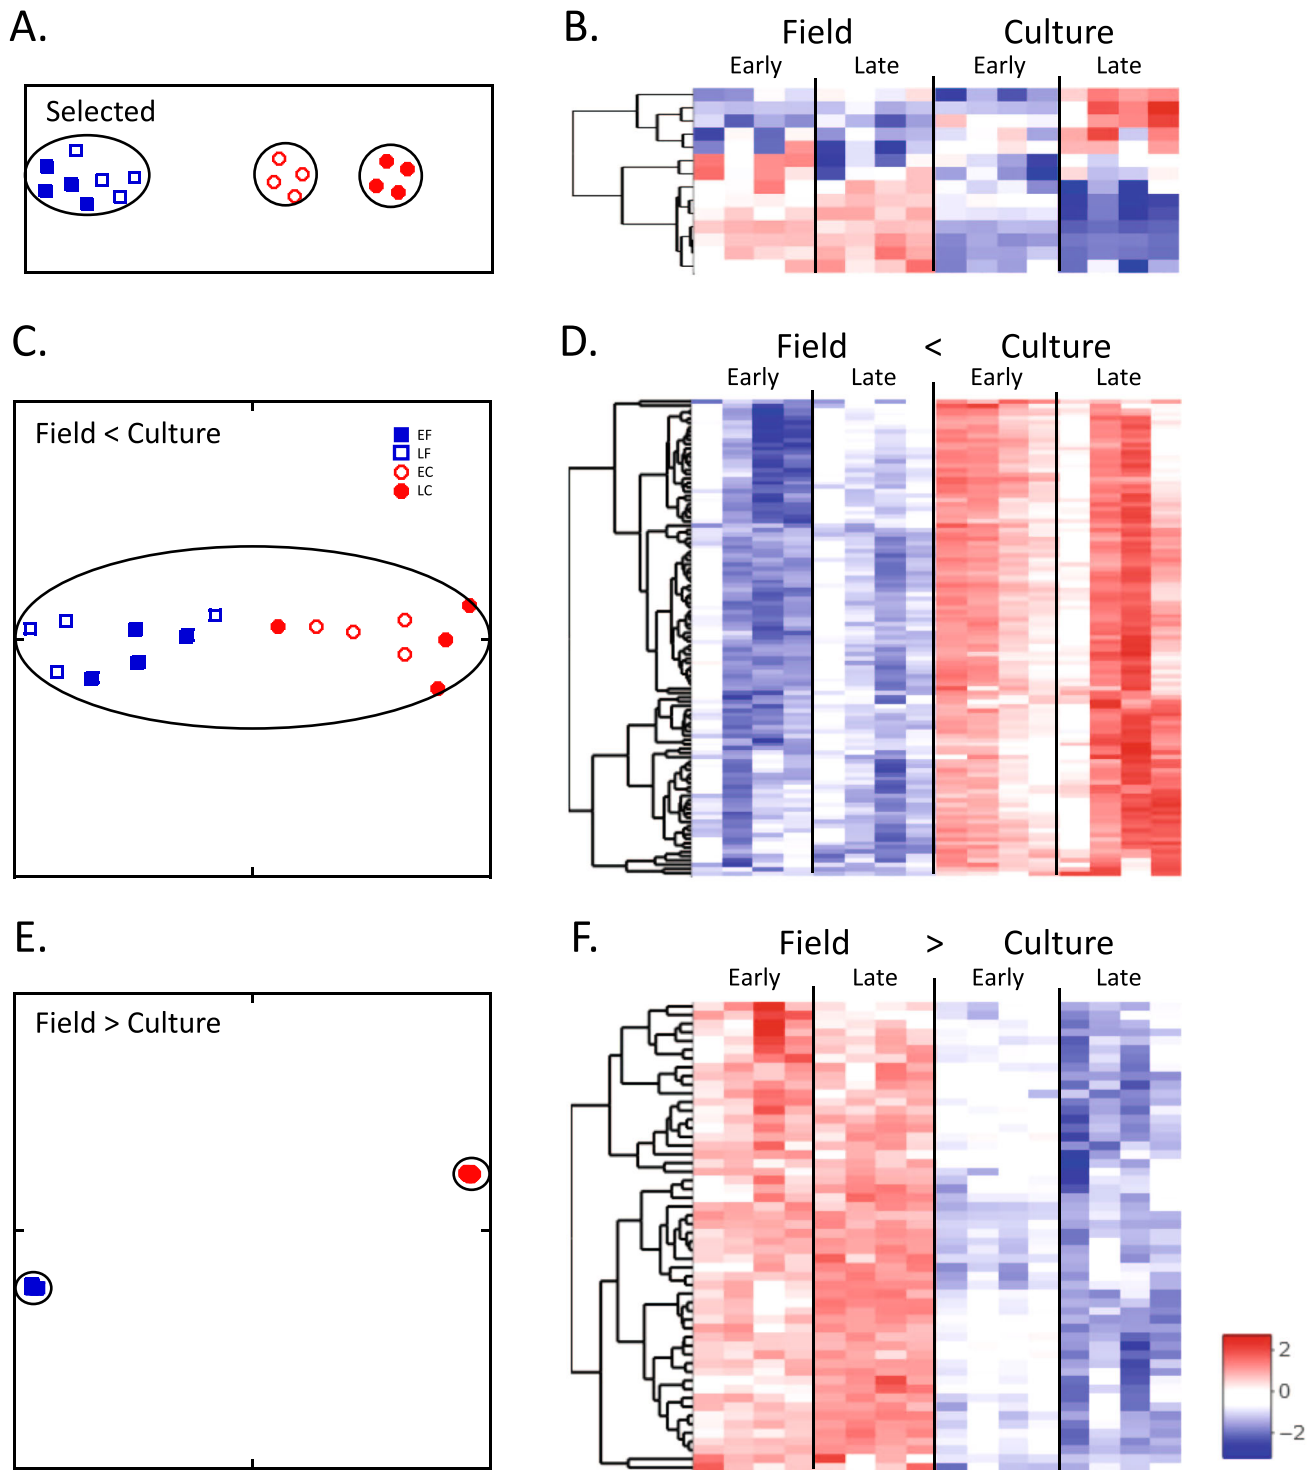 A.
Selected
B.
Field Culture
Early Late Early Late
C.
Field < Culture
EF
LF
EC
LC
D.
Field < Culture
Early Late Early Late
E.
Field > Culture
F.
Field > Culture
Early Late Early Late
2
0
−2